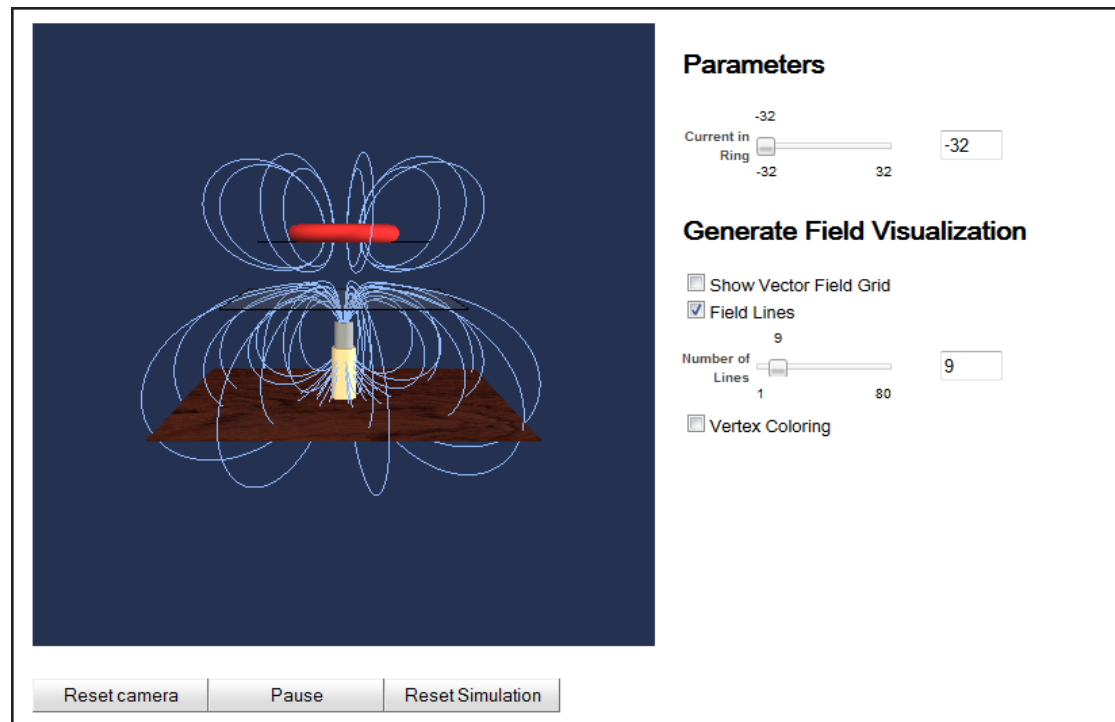 Parameters
-32
Current in
Ring
-32
-32
32
Generate Field Visualization
Show Vector Field Grid
Field Lines
9
Number of
Lines
9
1
80
Vertex Coloring
Reset camera
Pause
Reset Simulation